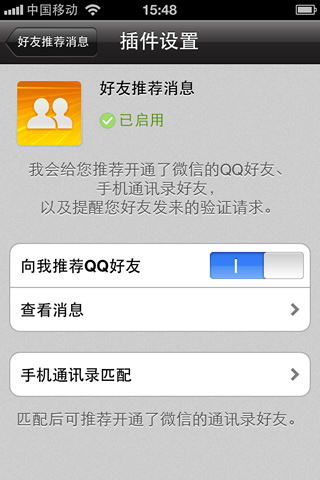 中国移动 15:48
好友推荐消息 插件设置
好友推荐消息
已启用
我会给您推荐开通了微信的QQ好友、
手机通讯录好友，
以及提醒您好友发来的验证请求。
向我推荐QQ好友
查看消息
手机通讯录匹配
匹配后可推荐开通了微信的通讯录好友。